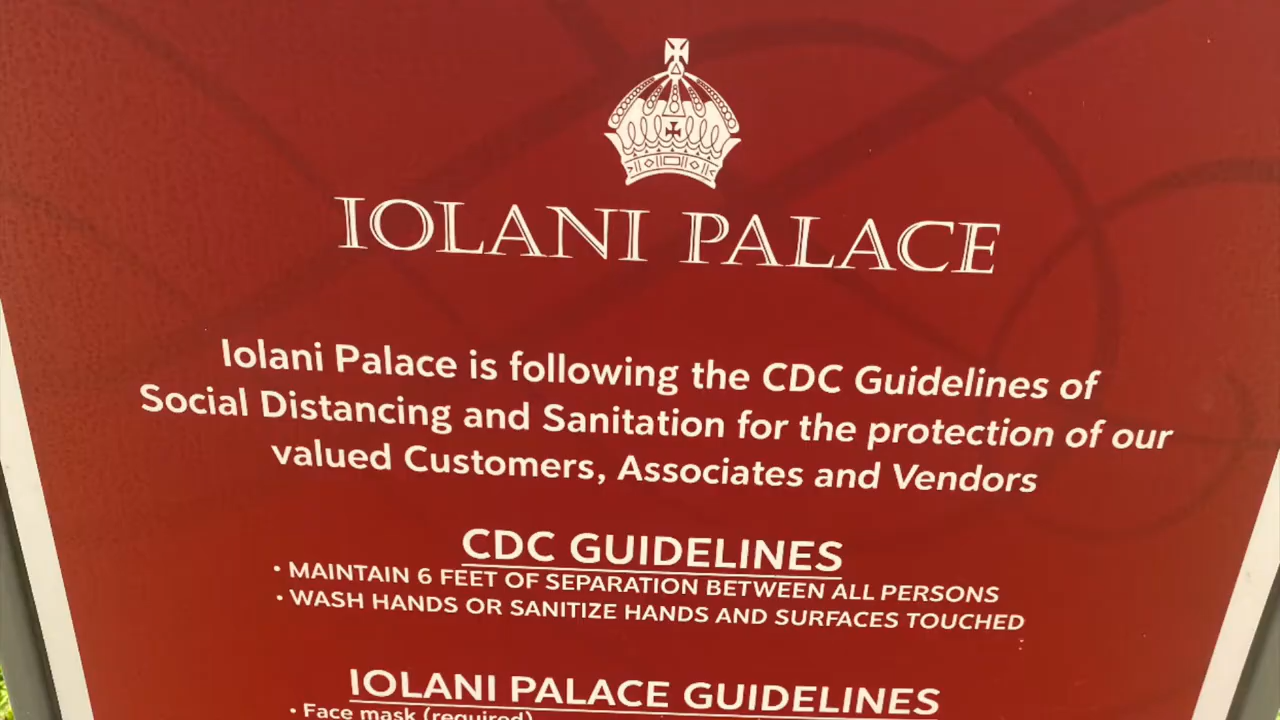 IOLANI PALACE
Iolani Palace is following the CDC Guidelines of
Social Distancing and Sanitation for the protection of our
valued Customers, Associates and Vendors
CDC GUIDELINES
• MAINTAIN 6 FEET OF SEPARATION BETWEEN ALL PERSONS
• WASH HANDS OR SANITIZE HANDS AND SURFACES TOUCHED
IOLANI PALACE GUIDELINES
• Face mask (required)